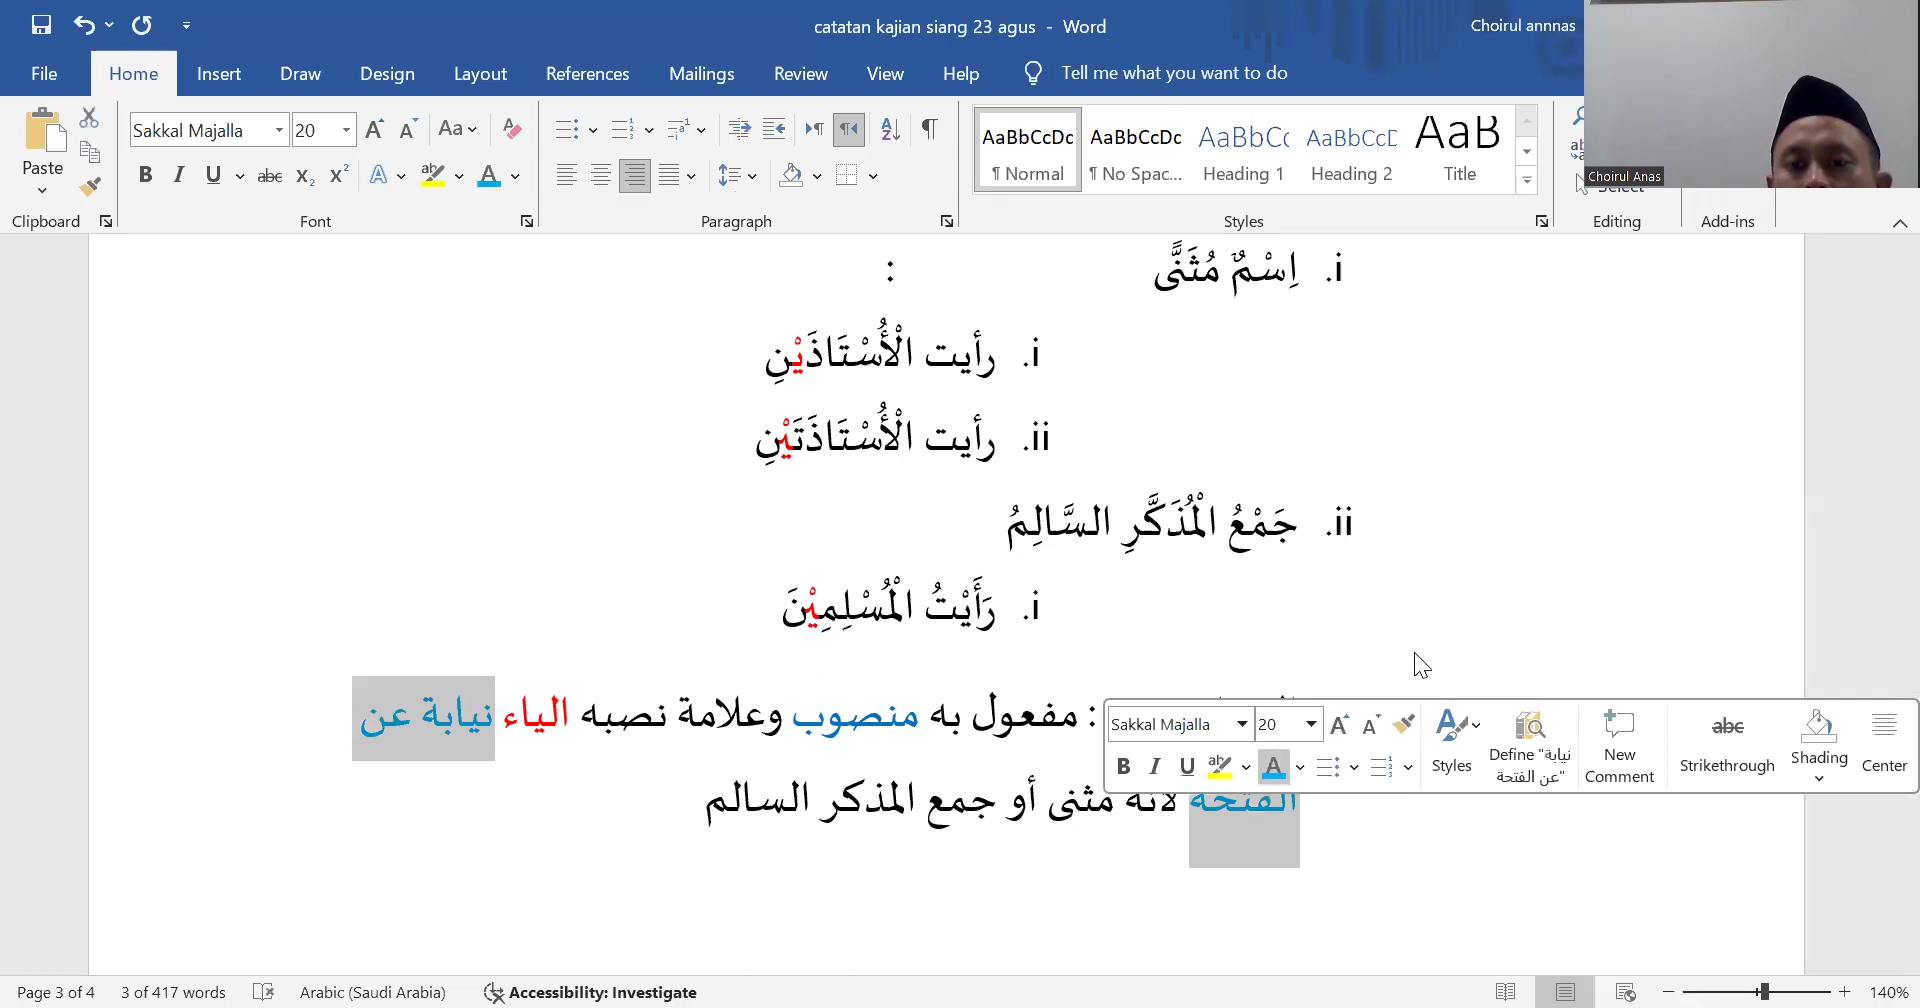 catatan kajian siang 23 agus - Word
Choirul annnas
File Home Insert Draw Design Layout References Mailings Review View Help Tell me what you want to do
Paste
Clipboard
Sakkal Majalla 20
Font
Paragraph
AaBbCcDc AaBbCcDc AaBbCc AaBbCcD AaB
¶ Normal ¶ No Spac... Heading 1 Heading 2 Title
Styles
Choirul Anas
Select
Editing
Add-ins
i. اِسْمٌ مُثَنًّى :
i. رأيت الْأُسْتَاذَيْنِ
ii. رأيت الْأُسْتَاذَتَيْنِ
ii. جَمْعُ الْمُذَكَّرِ السَّالِمُ
i. رَأَيْتُ الْمُسْلِمِيْنَ
: مفعول به منصوب وعلامة نصبه الياء نيابة عن
الفتحة لأنه مثنى أو جمع المذكر السالم
Sakkal Majalla 20
Styles
Define "نيابة عن الفتحة"
New Comment
Strikethrough
Shading
Center
Page 3 of 4 3 of 417 words Arabic (Saudi Arabia) Accessibility: Investigate 140%